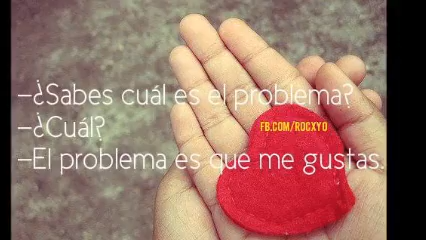 -¿Sabes cuál es el problema?
-¿Cuál?
FB.COM/ROCXYO
-El problema es que me gustas.